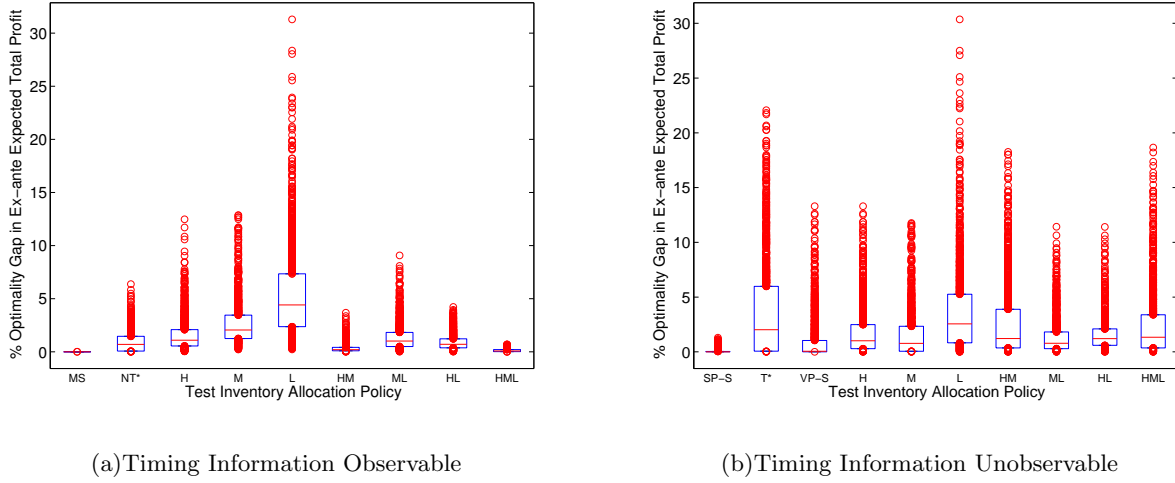 % Optimality Gap in Ex−ante Expected Total Profit
30
25
20
15
10
5
0
MS NT* H M L HM ML HL HML
Test Inventory Allocation Policy
(a)Timing Information Observable
% Optimality Gap in Ex−ante Expected Total Profit
30
25
20
15
10
5
0
SP−S T* VP−S H M L HM ML HL HML
Test Inventory Allocation Policy
(b)Timing Information Unobservable